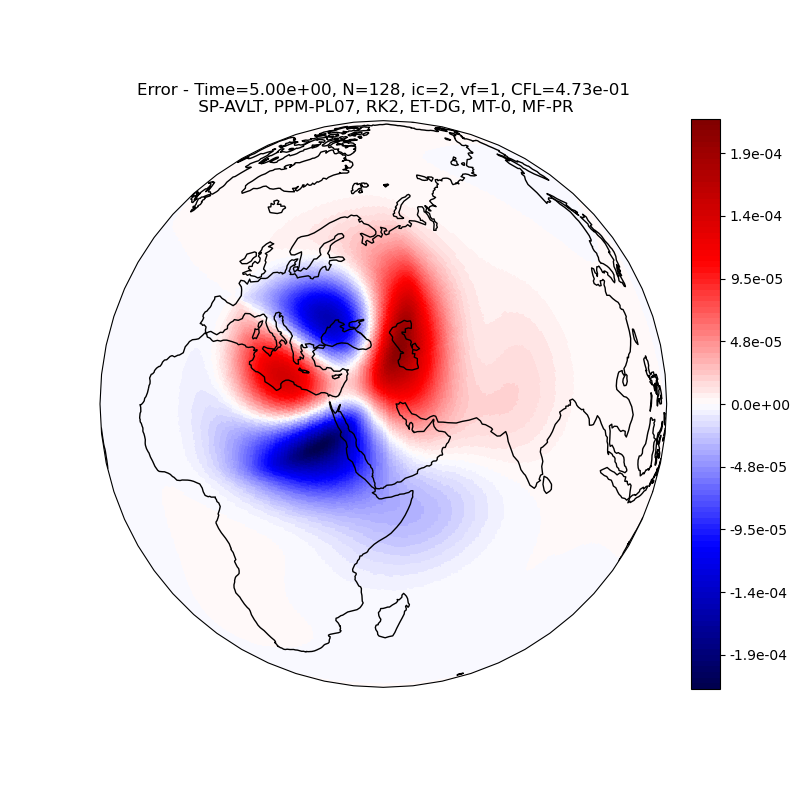 Error - Time=5.00e+00, N=128, ic=2, vf=1, CFL=4.73e-01
SP-AVLT, PPM-PL07, RK2, ET-DG, MT-0, MF-PR
1.9e-04
1.4e-04
9.5e-05
4.8e-05
0.0e+00
-4.8e-05
-9.5e-05
-1.4e-04
-1.9e-04